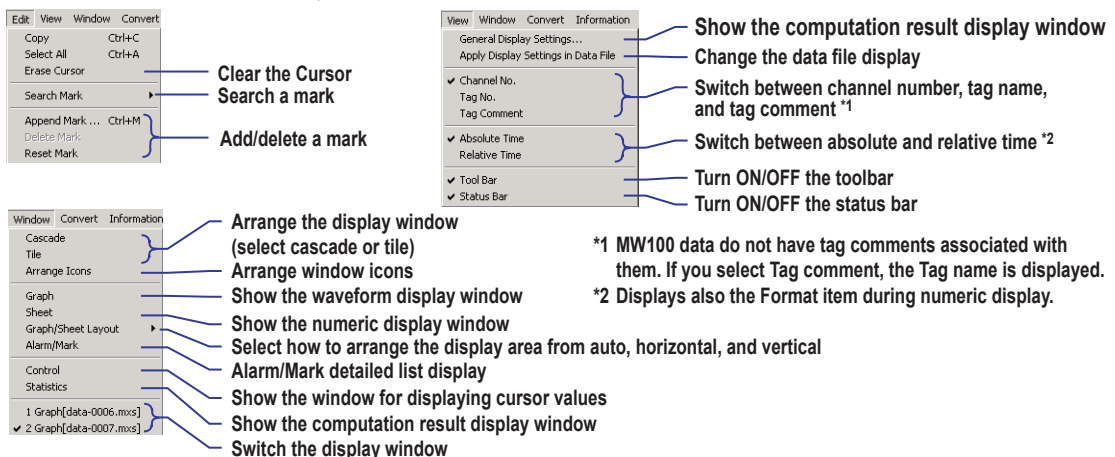 Edit View Window Convert
Copy Ctrl+C
Select All Ctrl+A
Erase Cursor
Search Mark
Append Mark ... Ctrl+M
Delete Mark
Reset Mark
Clear the Cursor
Search a mark
Add/delete a mark
View Window Convert Information
General Display Settings...
Apply Display Settings in Data File
Channel No.
Tag No.
Tag Comment
Absolute Time
Relative Time
Tool Bar
Status Bar
Show the computation result display window
Change the data file display
Switch between channel number, tag name,
and tag comment *1
Switch between absolute and relative time *2
Turn ON/OFF the toolbar
Turn ON/OFF the status bar
Window Convert Information
Cascade
Tile
Arrange Icons
Graph
Sheet
Graph/Sheet Layout
Alarm/Mark
Control
Statistics
1 Graph[data-0006.mxs]
2 Graph[data-0007.mxs]
Arrange the display window
(select cascade or tile)
Arrange window icons
Show the waveform display window
Show the numeric display window
Select how to arrange the display area from auto, horizontal, and vertical
Alarm/Mark detailed list display
Show the window for displaying cursor values
Show the computation result display window
Switch the display window
*1 MW100 data do not have tag comments associated with
them. If you select Tag comment, the Tag name is displayed.
*2 Displays also the Format item during numeric display.